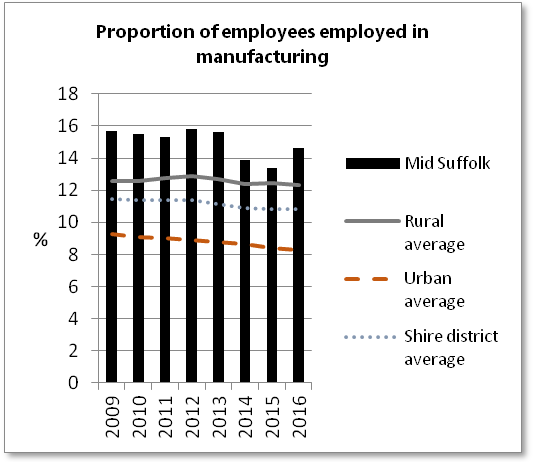 Proportion of employees employed in
manufacturing
18
16
14
12
10
8
6
4
2
0
%
2009
2010
2011
2012
2013
2014
2015
2016
Mid Suffolk
Rural
average
Urban
average
Shire district
average